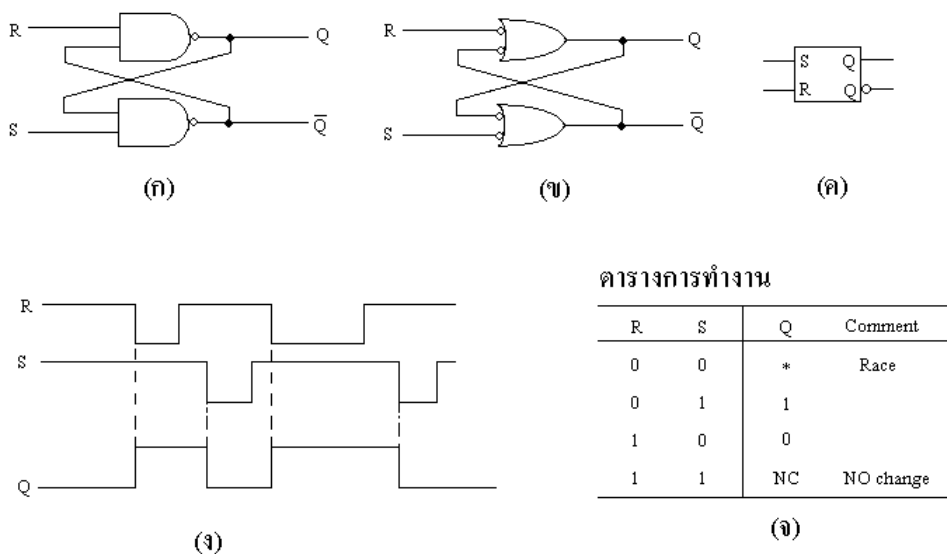 R
Q
S
Q̅
(ก)
R
Q
S
Q̅
(ข)
S Q
R Q
(ค)
R
S
Q
(ง)
ตารางการทำงาน
R S Q Comment
0 0 * Race
0 1 1
1 0 0
1 1 NC NO change
(จ)